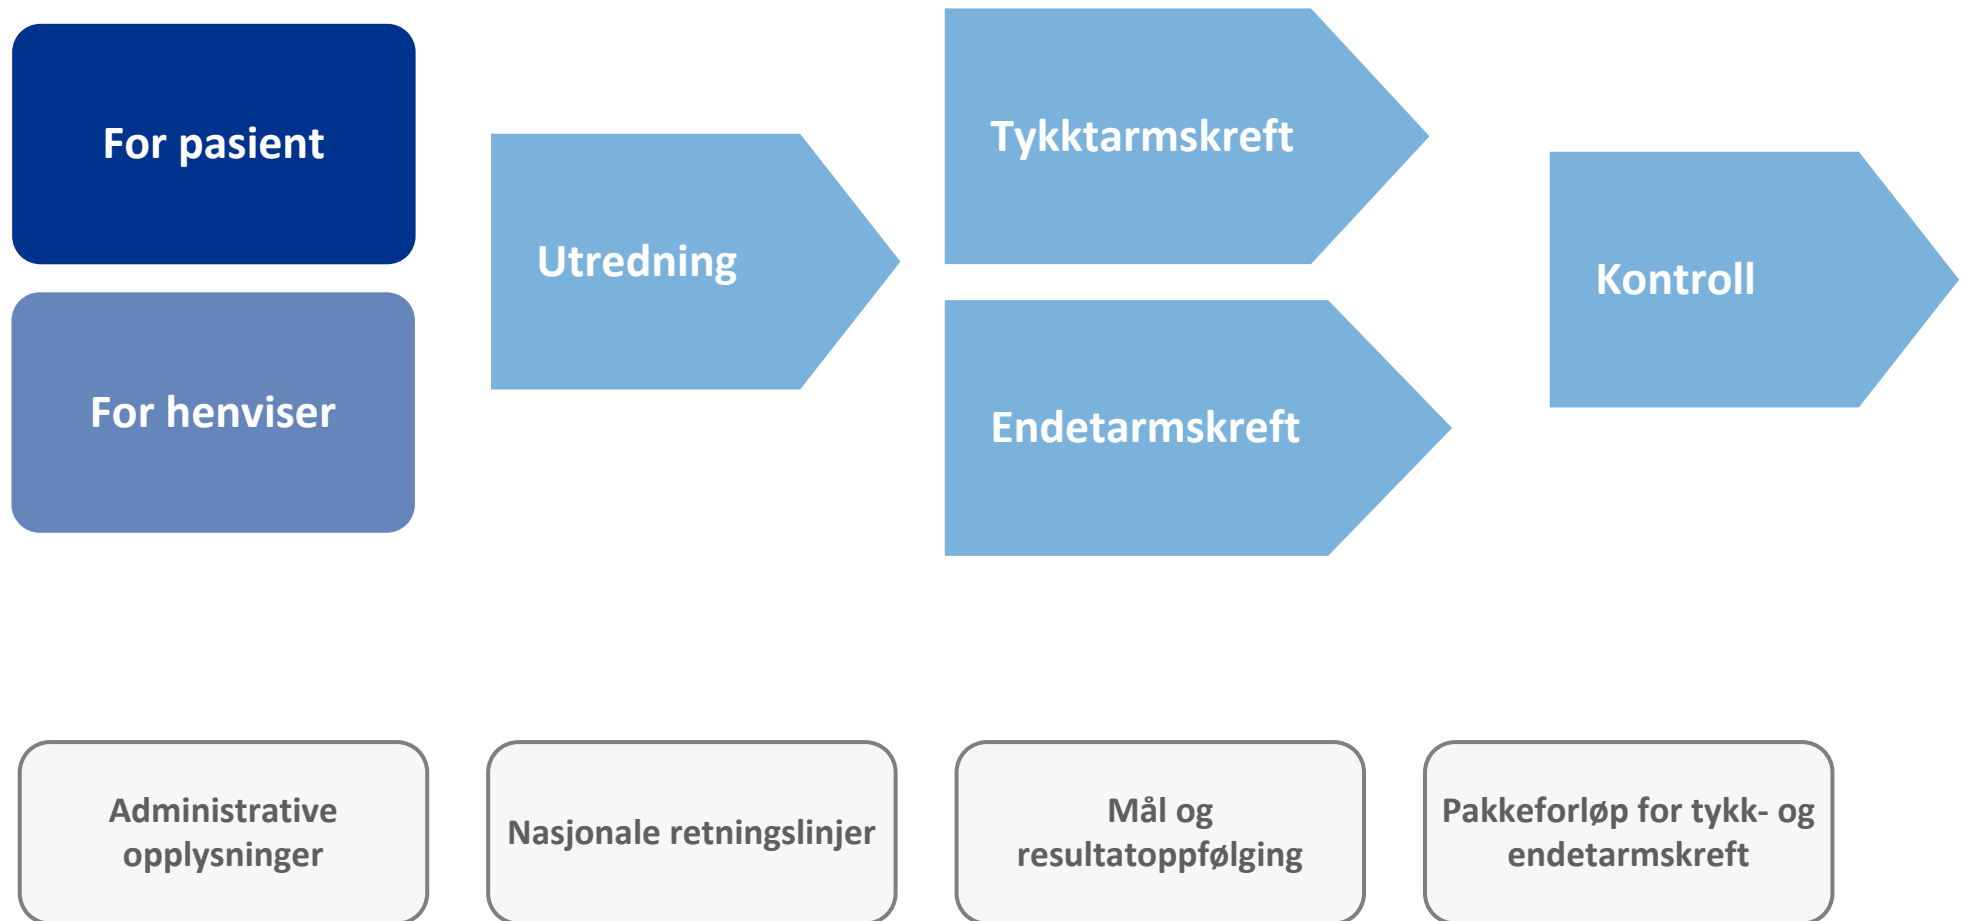 For pasient
For henviser
Utredning
Tykktarmskreft
Endetarmskreft
Kontroll
Administrative
opplysninger
Nasjonale retningslinjer
Mål og
resultatoppfølging
Pakkeforløp for tykk- og
endetarmskreft